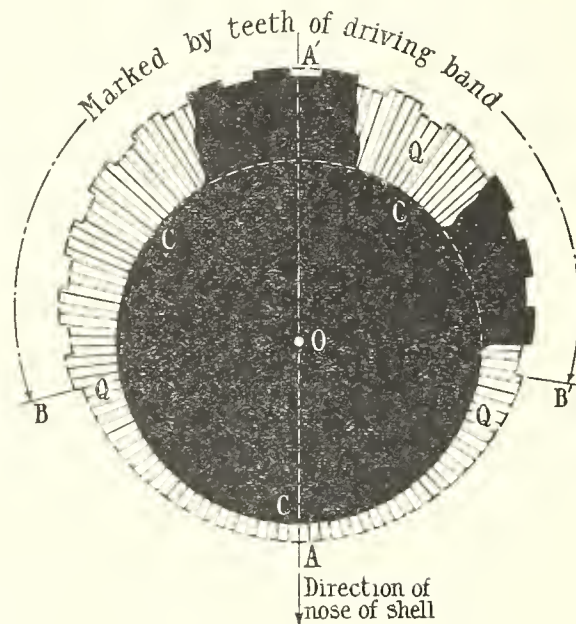 Marked by teeth of driving band
A'
Q
C
C
O
Q
B
B'
Q
C
A
Direction of
nose of shell